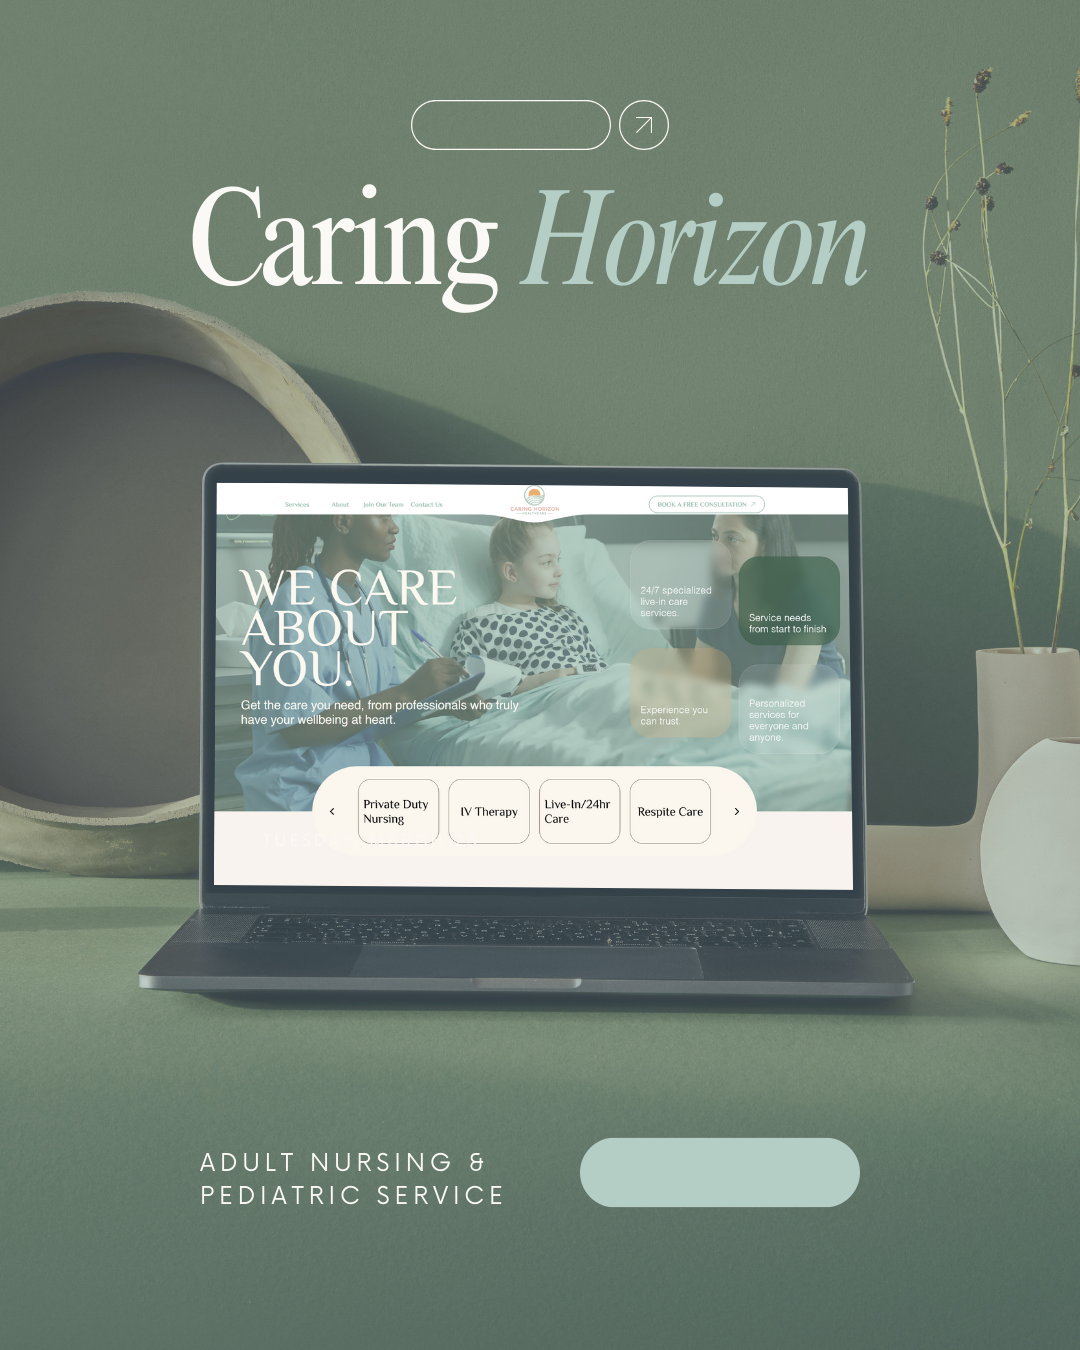 Caring Horizon
Services About Join Our Team Contact Us
CARING HORIZON
HEALTHCARE
BOOK A FREE CONSULTATION
WE CARE
ABOUT
YOU.
Get the care you need, from professionals who truly
have your wellbeing at heart.
24/7 specialized
live-in care
services.
Service needs
from start to finish
Experience you
can trust.
Personalized
services for
everyone and
anyone.
Private Duty
Nursing
IV Therapy
Live-In/24hr
Care
Respite Care
ADULT NURSING &
PEDIATRIC SERVICE